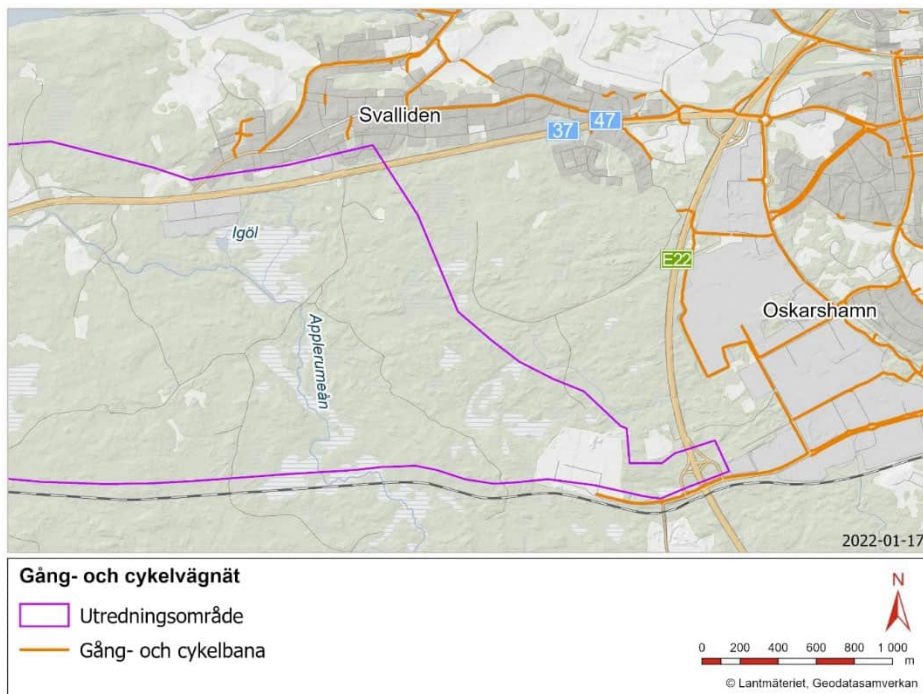 Svalliden
37
47
Igöl
E22
Oskarshamn
Applerumeån
2022-01-17
Gång- och cykelvägnät
Utredningsområde
Gång- och cykelbana
N
0 200 400 600 800 1 000
m
© Lantmäteriet, Geodatasamverkan